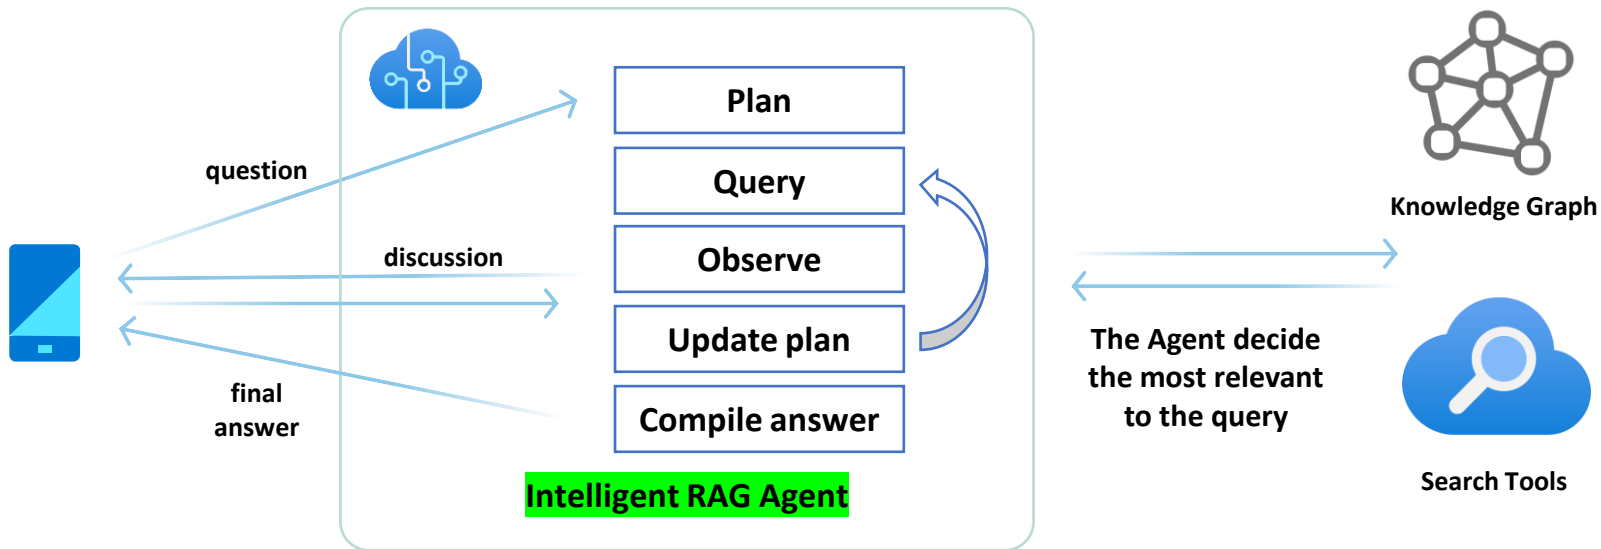 Plan
question
Query
Knowledge Graph
discussion
Observe
Update plan
The Agent decide
the most relevant
to the query
final
answer
Compile answer
Search Tools
Intelligent RAG Agent